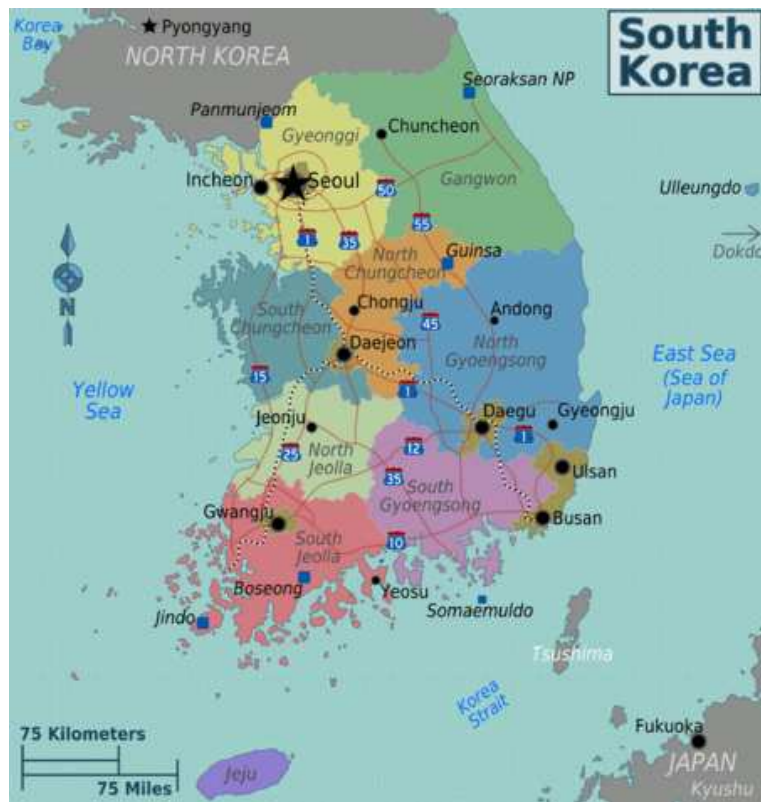 Korea
Bay
Pyongyang
NORTH KOREA
South
Korea
Seoraksan NP
Panmunjeom
Gyeonggi
Chuncheon
Incheon
Seoul
50
Gangwon
Ulleungdo
55
1
35
North
Chungcheon
Guinsa
Dokdo
N
South
Chungcheon
Chongju
45
Andong
Daejeon
North
Gyoengsong
East Sea
(Sea of
Japan)
15
Yellow
Sea
1
Jeonju
Daegu
Gyeongju
1
25
North
Jeolla
12
35
South
Gyoengsong
Ulsan
Gwangju
Busan
South
Jeolla
10
Boseong
Yeosu
Somaemuldo
Jindo
Tsushima
Korea
Strait
75 Kilometers
75 Miles
Jeju
Fukuoka
JAPAN
Kyushu